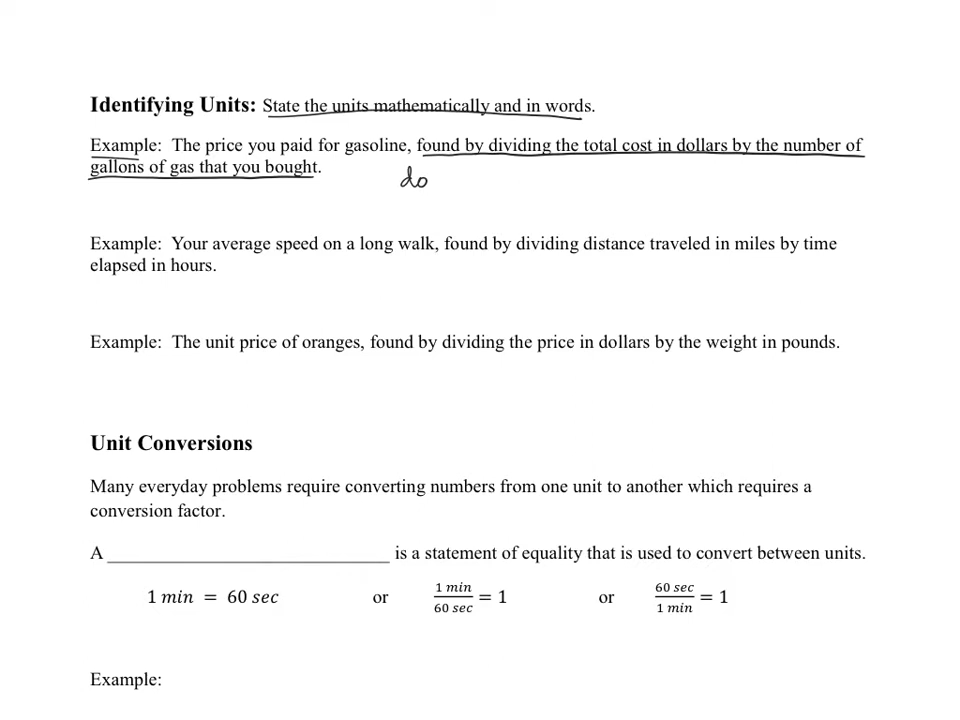 Identifying Units: State the units mathematically and in words.
Example: The price you paid for gasoline, found by dividing the total cost in dollars by the number of
gallons of gas that you bought.
do
Example: Your average speed on a long walk, found by dividing distance traveled in miles by time
elapsed in hours.
Example: The unit price of oranges, found by dividing the price in dollars by the weight in pounds.
Unit Conversions
Many everyday problems require converting numbers from one unit to another which requires a
conversion factor.
A ______________________________ is a statement of equality that is used to convert between units.
1 min = 60 sec or 1 min/60 sec = 1 or 60 sec/1 min = 1
Example: